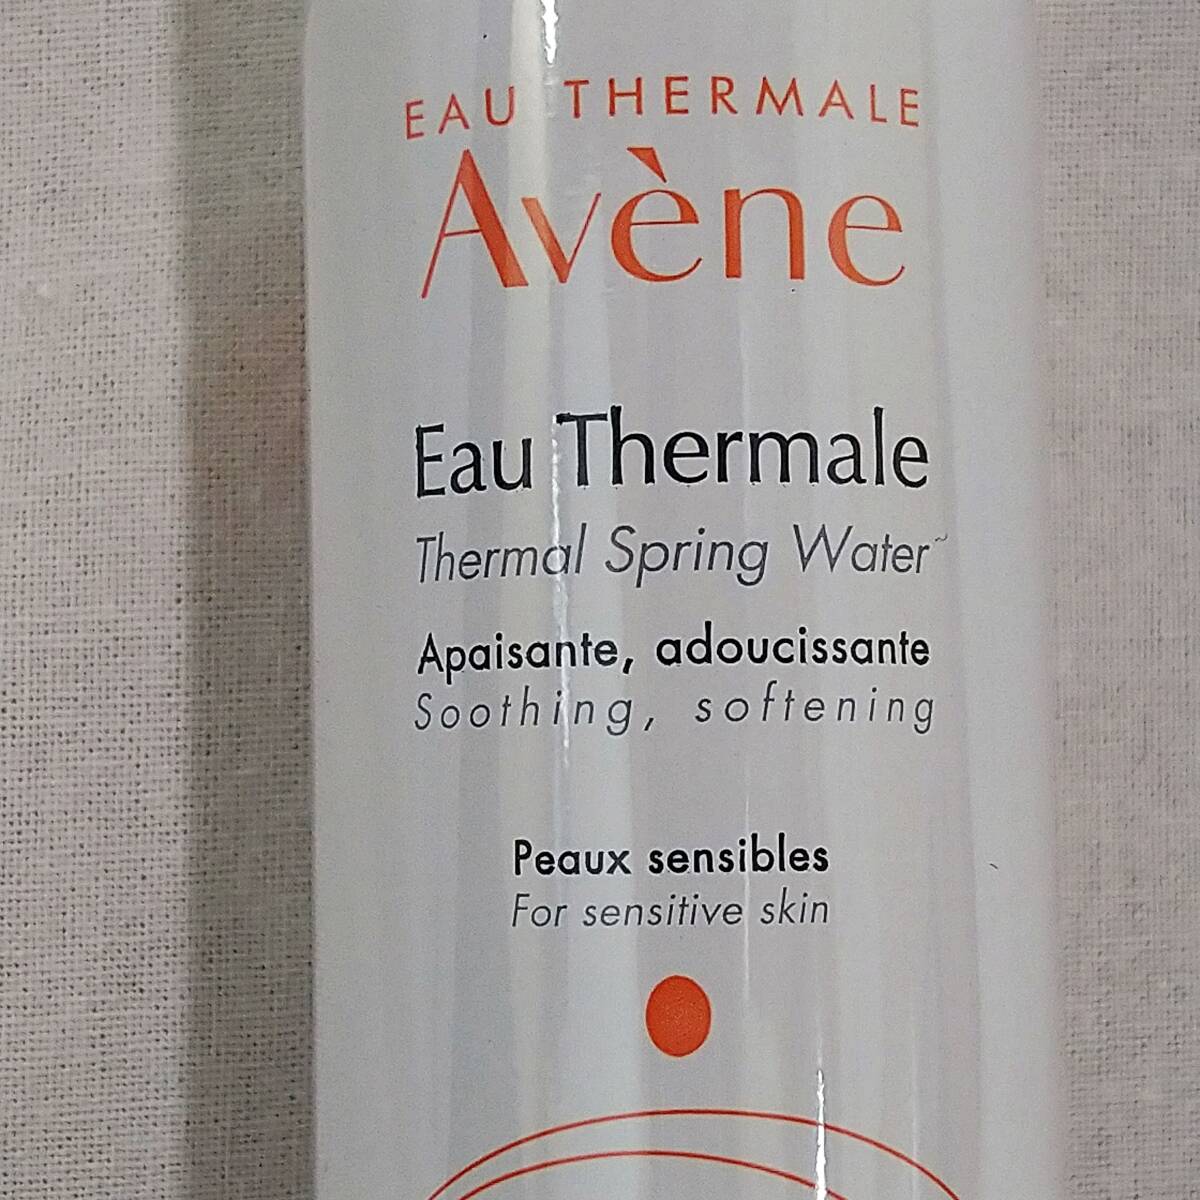 EAU THERMALE
Avène
Eau Thermale
Thermal Spring Water
Apaisante, adoucissante
Soothing, softening
Peaux sensibles
For sensitive skin